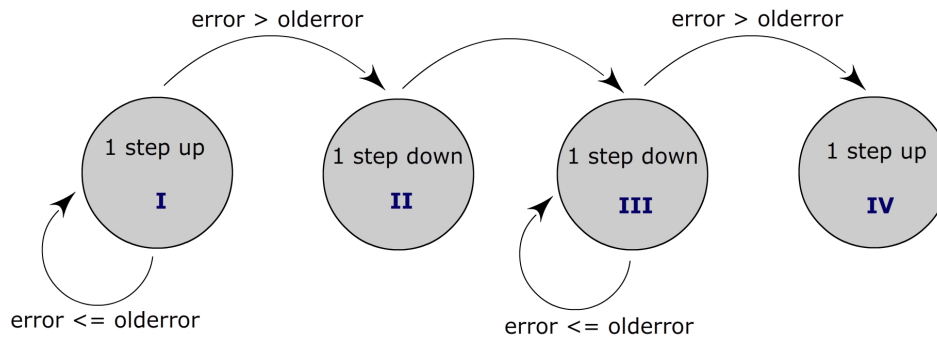 error > olderror
error > olderror
1 step up
I
1 step down
II
1 step down
III
1 step up
IV
error <= olderror
error <= olderror